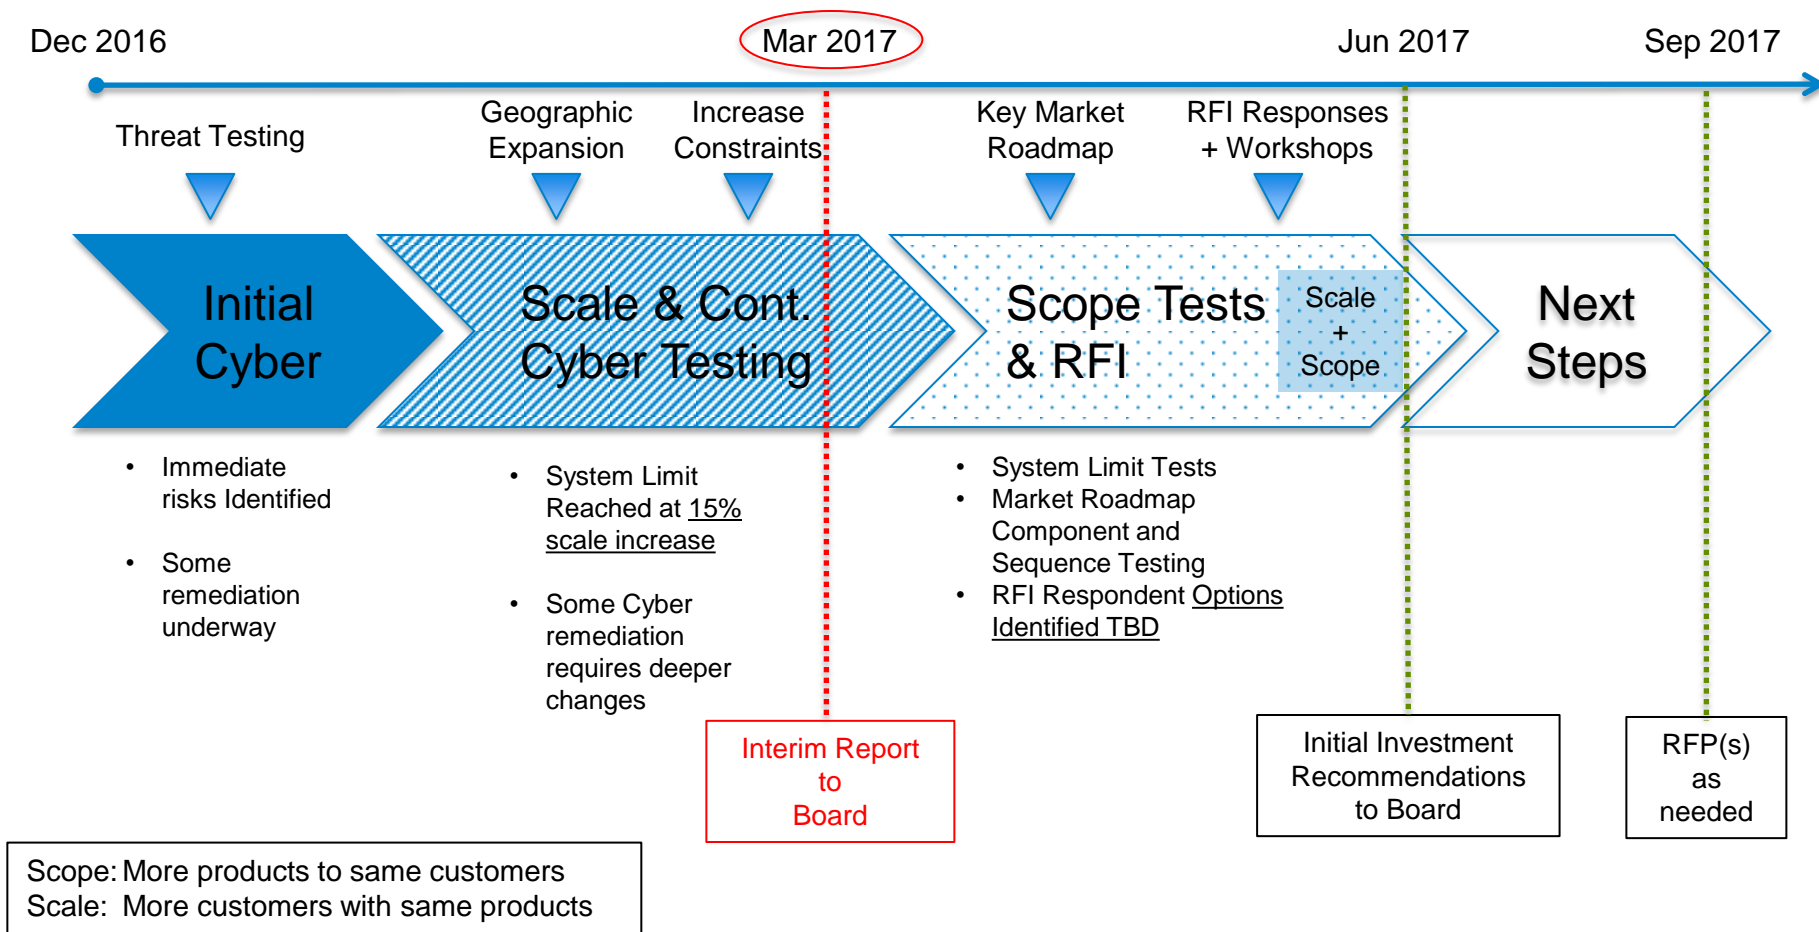 Dec 2016
Mar 2017
Jun 2017
Sep 2017
Threat Testing
Geographic
Expansion
Increase
Constraints
Key Market
Roadmap
RFI Responses
+ Workshops
Initial
Cyber
Scale & Cont.
Cyber Testing
Scope Tests
& RFI
Scale
+
Scope
Next
Steps
• Immediate
risks Identified
• Some
remediation
underway
• System Limit
Reached at 15%
scale increase
• Some Cyber
remediation
requires deeper
changes
• System Limit Tests
• Market Roadmap
Component and
Sequence Testing
• RFI Respondent Options
Identified TBD
Interim Report
to
Board
Initial Investment
Recommendations
to Board
RFP(s)
as
needed
Scope: More products to same customers
Scale: More customers with same products